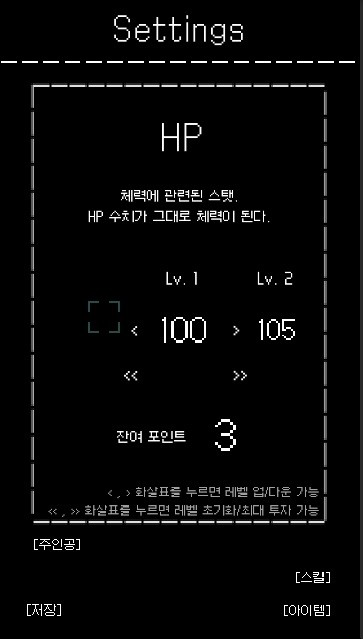 Settings
HP
체력에 관련된 스탯.
HP 수치가 그대로 체력이 된다.
Lv. 1 Lv. 2
< 100 > 105
<< >>
잔여 포인트 3
< , > 화살표를 누르면 레벨 업/다운 가능
<< , >> 화살표를 누르면 레벨 초기화/최대 투자 가능
[주인공]
[스킬]
[저장] [아이템]